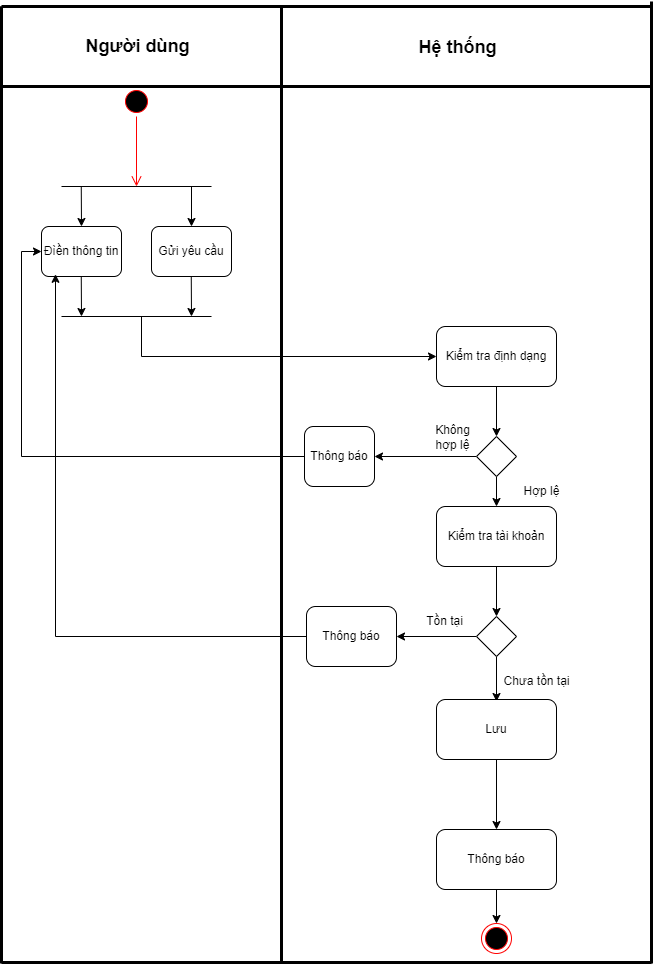 Người dùng
Hệ thống
Điền thông tin
Gửi yêu cầu
Kiểm tra định dạng
Không
hợp lệ
Thông báo
Hợp lệ
Kiểm tra tài khoản
Tồn tại
Thông báo
Chưa tồn tại
Lưu
Thông báo